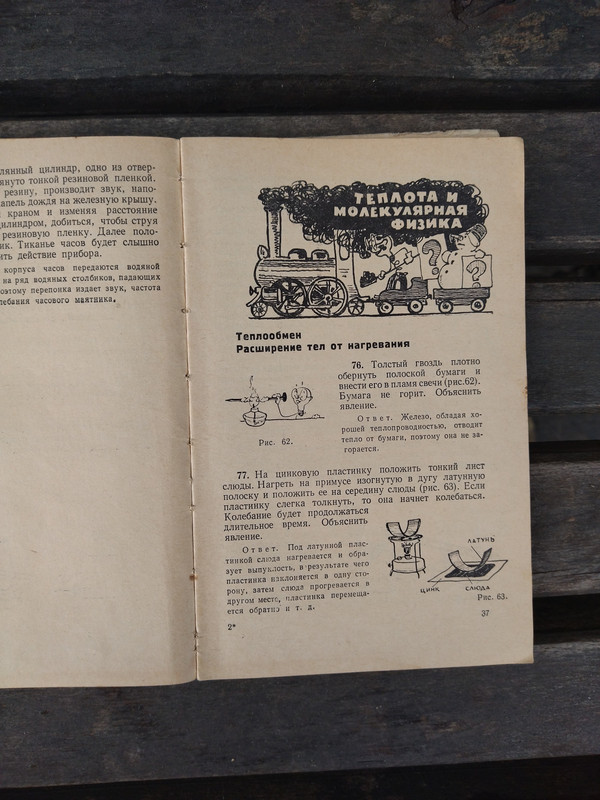 лянный цилиндр, одно из отвер-
януто тонкой резиновой пленкой.
резину, производит звук, напо-
капель дождя на железную крышу.
краном и изменяя расстояние
цилиндром, добиться, чтобы струя
резиновую пленку. Далее поло-
ик. Тиканье часов будет слышно
ить действие прибора.
корпуса часов передаются водяной
на ряд водяных столбиков, падающих
оэтому перепонка издает звук, частота
лебания часового маятника.
ТЕПЛОТА И
МОЛЕКУЛЯРНАЯ
ФИЗИКА
? ?
Теплообмен
Расширение тел от нагревания
76. Толстый гвоздь плотно
обернуть полоской бумаги и
внести его в пламя свечи (рис.62).
Бумага не горит. Объяснить
явление.
Ответ. Железо, обладая хо-
рошей теплопроводностью, отводит
тепло от бумаги, поэтому она не за-
горается.
Рис. 62.
77. На цинковую пластинку положить тонкий лист
слюды. Нагреть на примусе изогнутую в дугу латунную
полоску и положить ее на середину слюды (рис. 63). Если
пластинку слегка толкнуть, то она начнет колебаться.
Колебание будет продолжаться
длительное время. Объяснить
явление.
Ответ. Под латунной плас-
тинкой слюда нагревается и обра-
зует выпуклость, в результате чего
пластинка наклоняется в одну сто-
рону, затем слюда прогревается в
другом месте, пластинка перемеща-
ется обратно и т. д.
ЛАТУНЬ
ЦИНК СЛЮДА
Рис. 63.
2*
37